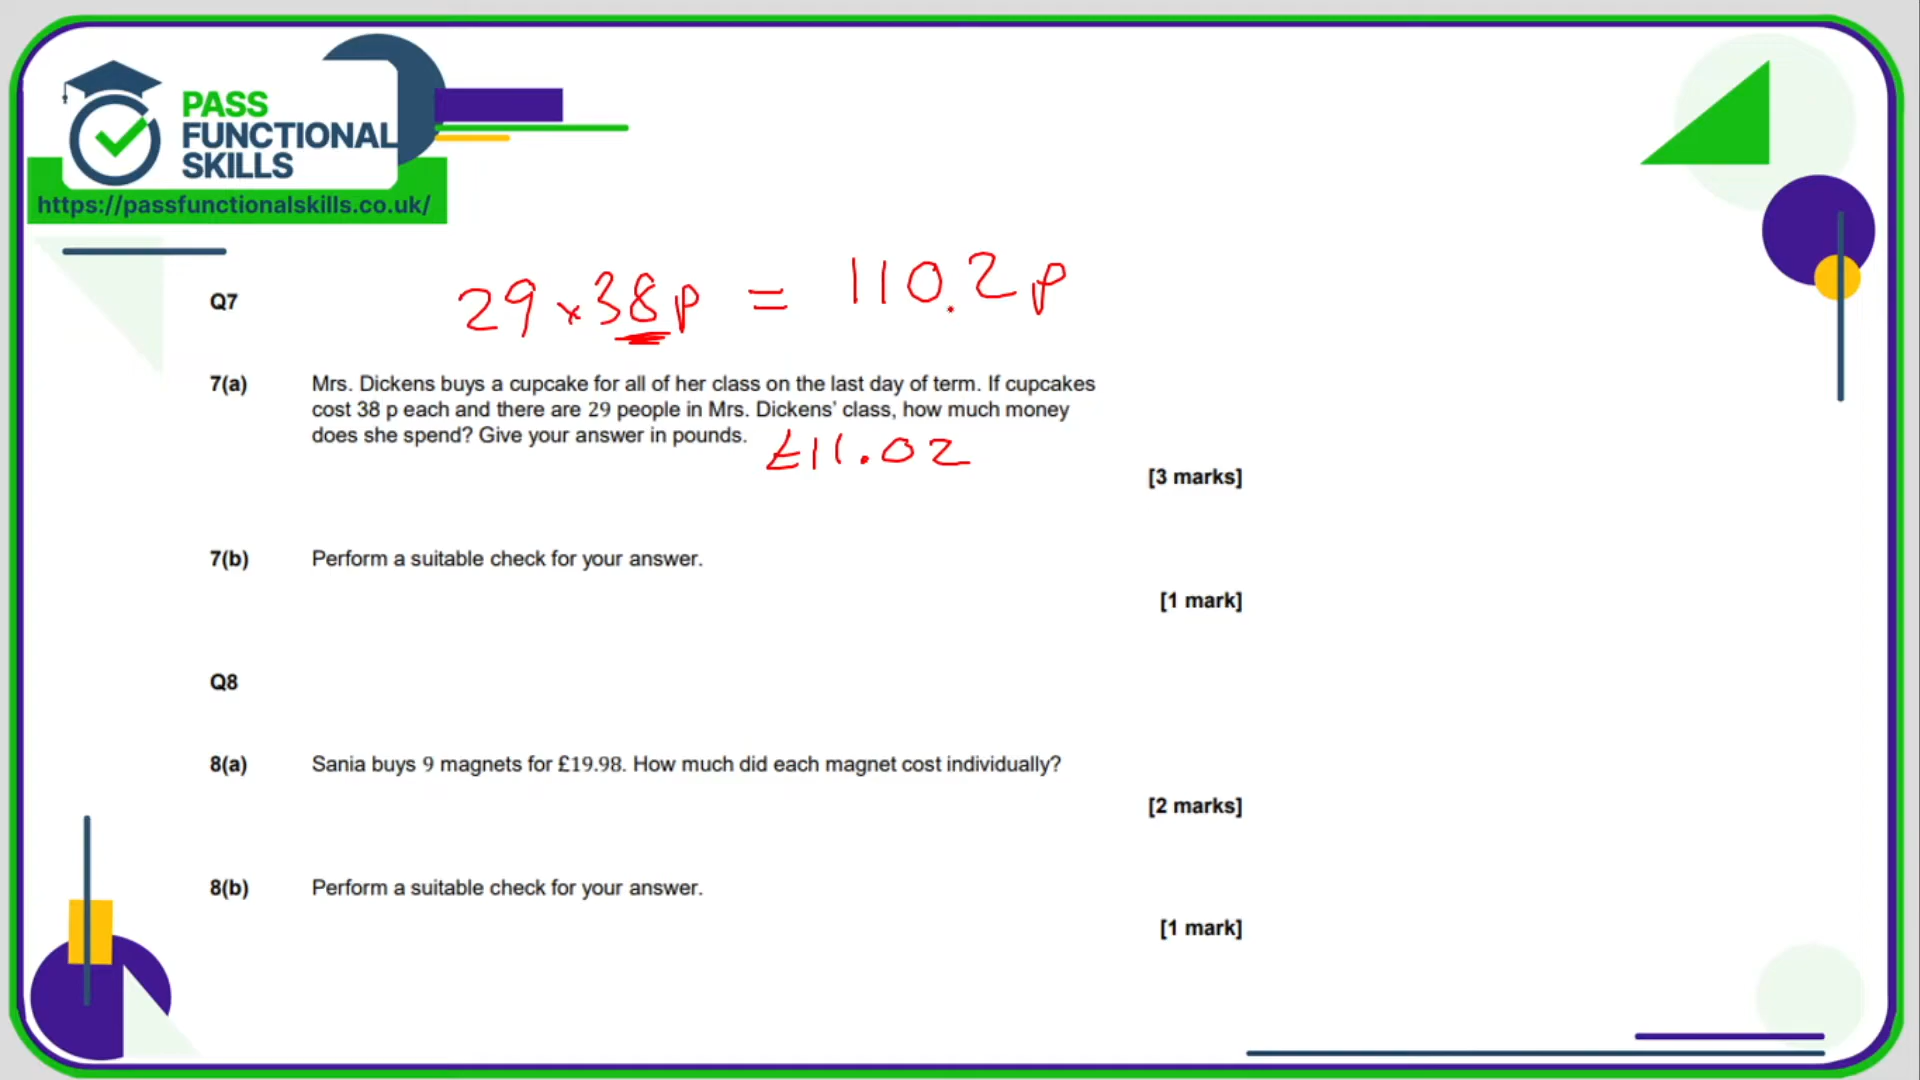 PASS
FUNCTIONAL
SKILLS
https://passfunctionalskills.co.uk/
Q7
29 × 38p = 110.2p
7(a) Mrs. Dickens buys a cupcake for all of her class on the last day of term. If cupcakes
cost 38 p each and there are 29 people in Mrs. Dickens’ class, how much money
does she spend? Give your answer in pounds. £11.02
[3 marks]
7(b) Perform a suitable check for your answer.
[1 mark]
Q8
8(a) Sania buys 9 magnets for £19.98. How much did each magnet cost individually?
[2 marks]
8(b) Perform a suitable check for your answer.
[1 mark]